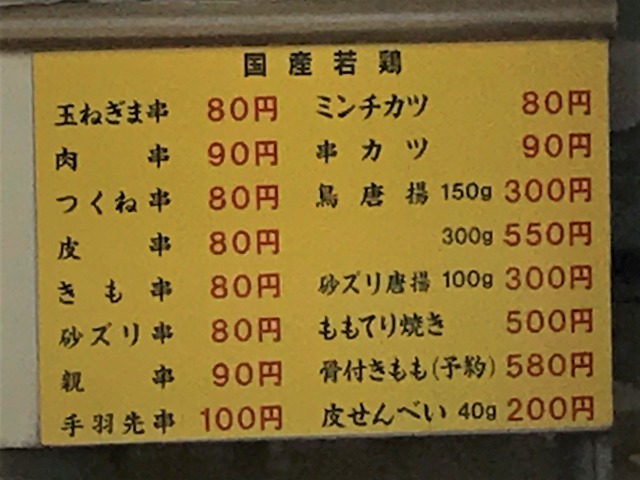 国産若鶏
玉ねぎま串 80円
肉串 90円
つくね串 80円
皮串 80円
きも串 80円
砂ズリ串 80円
親串 90円
手羽先串 100円
ミンチカツ 80円
串カツ 90円
鳥唐揚 150g 300円
300g 550円
砂ズリ唐揚 100g 300円
ももてり焼き 500円
骨付きもも(予約) 580円
皮せんべい 40g 200円